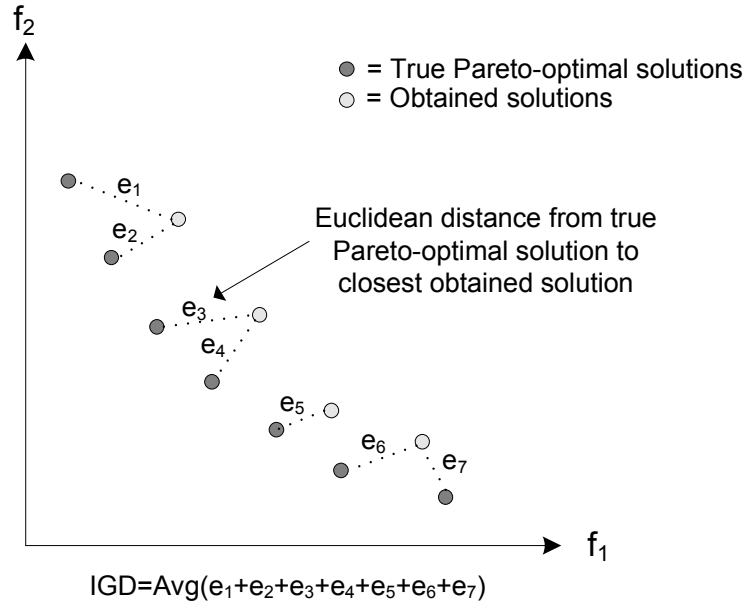 f₂
= True Pareto-optimal solutions
= Obtained solutions
e₁
e₂
Euclidean distance from true
Pareto-optimal solution to
closest obtained solution
e₃
e₄
e₅
e₆
e₇
f₁
IGD=Avg(e₁+e₂+e₃+e₄+e₅+e₆+e₇)